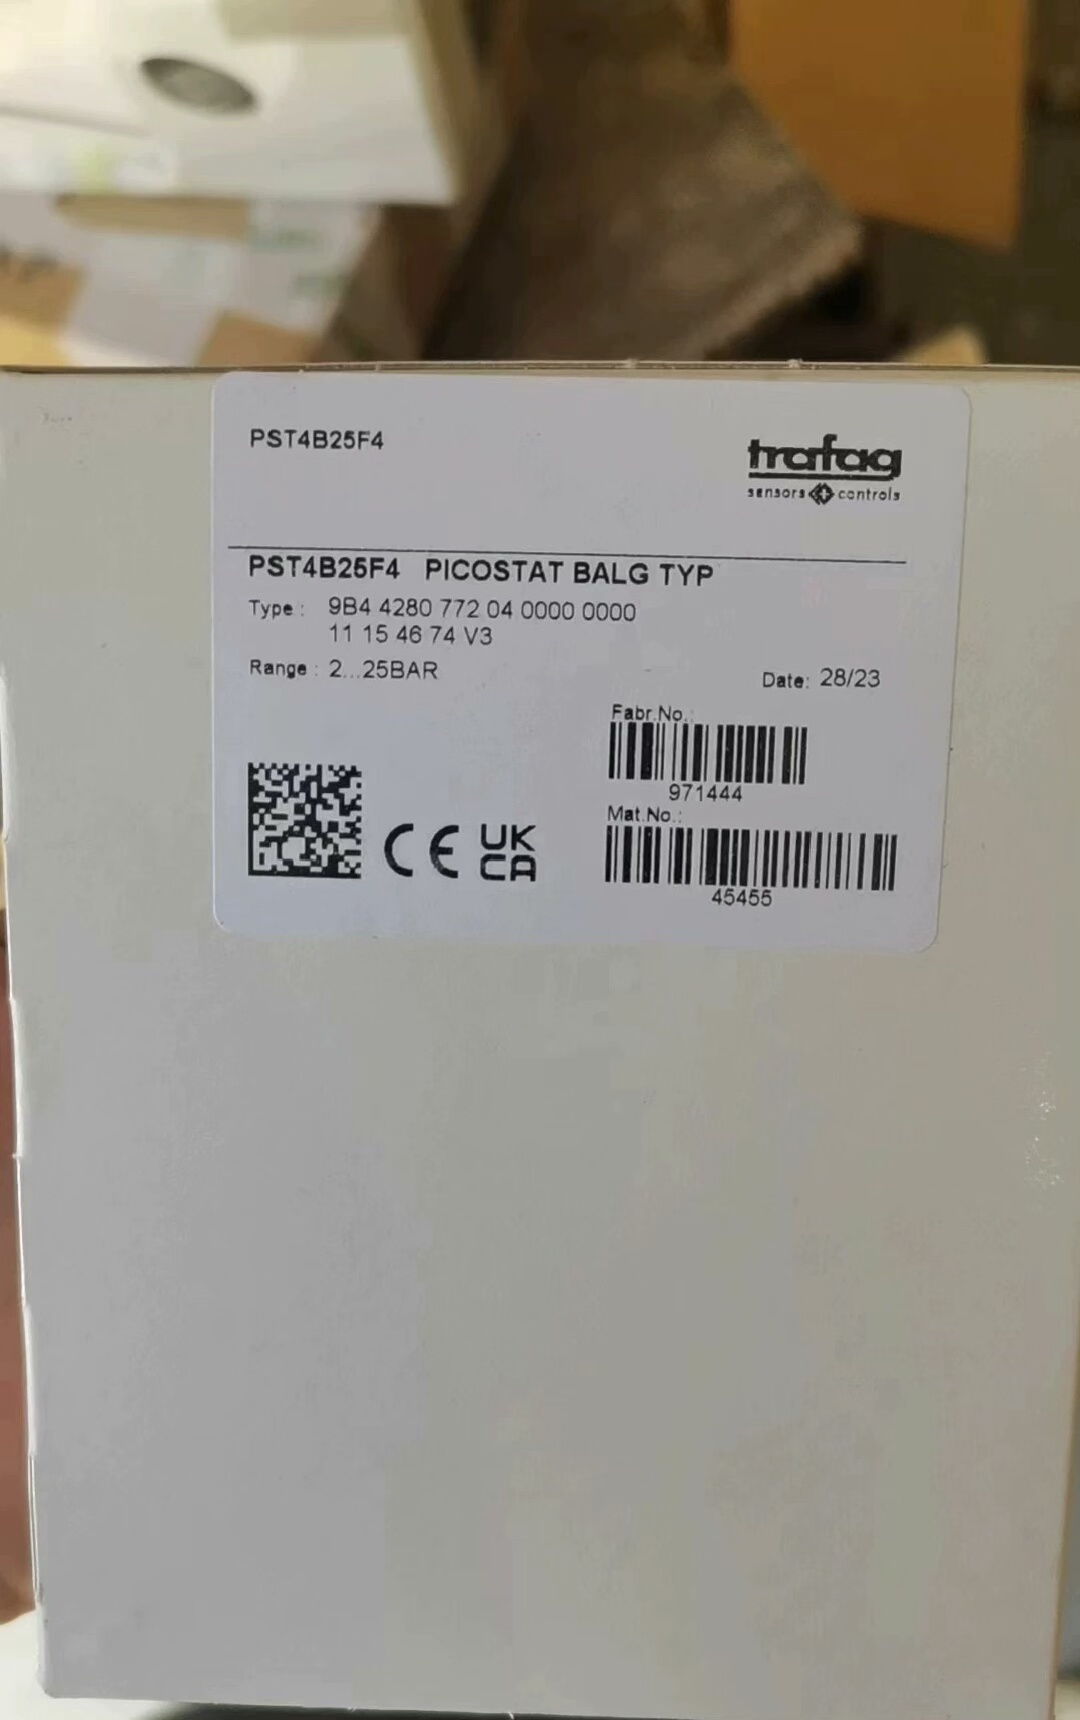 PST4B25F4
trafag
sensors controls
PST4B25F4 PICOSTAT BALG TYP
Type : 9B4 4280 772 04 0000 0000
11 15 46 74 V3
Range : 2...25BAR
Date: 28/23
Fabr.No.:
971444
Mat.No.:
45455
CE UK
CA